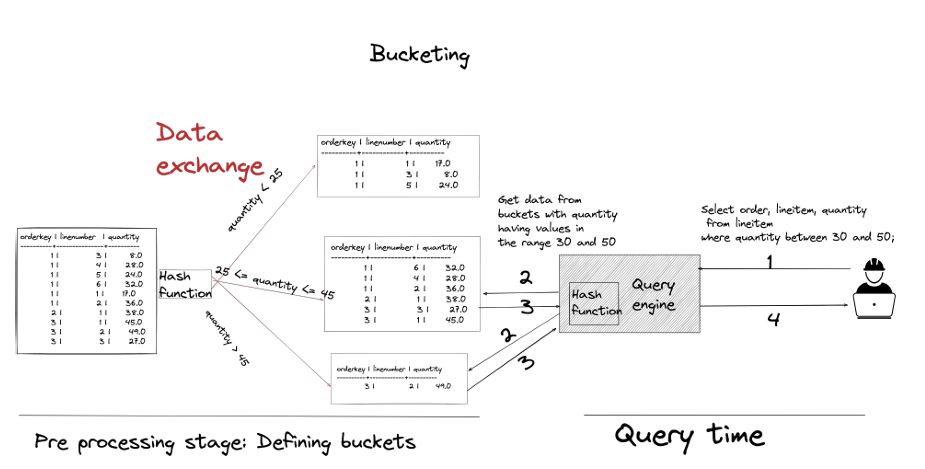 Bucketing
Data
exchange
orderkey | linenumber | quantity
----------+------------+----------
1 | 3 | 8.0
1 | 4 | 28.0
1 | 5 | 24.0
1 | 6 | 32.0
1 | 1 | 17.0
1 | 2 | 36.0
2 | 1 | 38.0
3 | 1 | 45.0
3 | 2 | 49.0
3 | 3 | 27.0
Hash
function
quantity < 25
25 <= quantity <= 45
quantity > 45
orderkey | linenumber | quantity
----------+------------+----------
1 | 1 | 17.0
1 | 3 | 8.0
1 | 5 | 24.0
orderkey | linenumber | quantity
----------+------------+----------
1 | 6 | 32.0
1 | 4 | 28.0
1 | 2 | 36.0
2 | 1 | 38.0
3 | 3 | 27.0
3 | 1 | 45.0
orderkey | linenumber | quantity
----------+------------+----------
3 | 2 | 49.0
Get data from
buckets with quantity
having values in
the range 30 and 50
2
3
2
3
Hash
function
Query
engine
Select order, lineitem, quantity
from lineitem
where quantity between 30 and 50;
1
4
Pre processing stage: Defining buckets
Query time